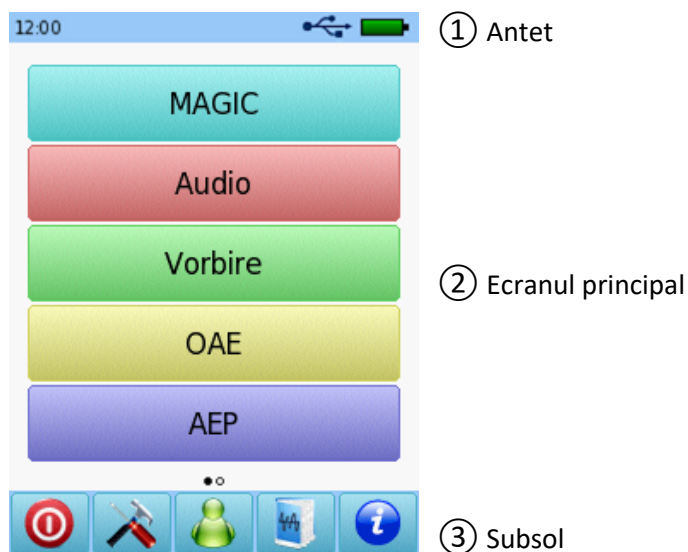 12:00
① Antet
MAGIC
Audio
Vorbire
② Ecranul principal
OAE
AEP
③ Subsol